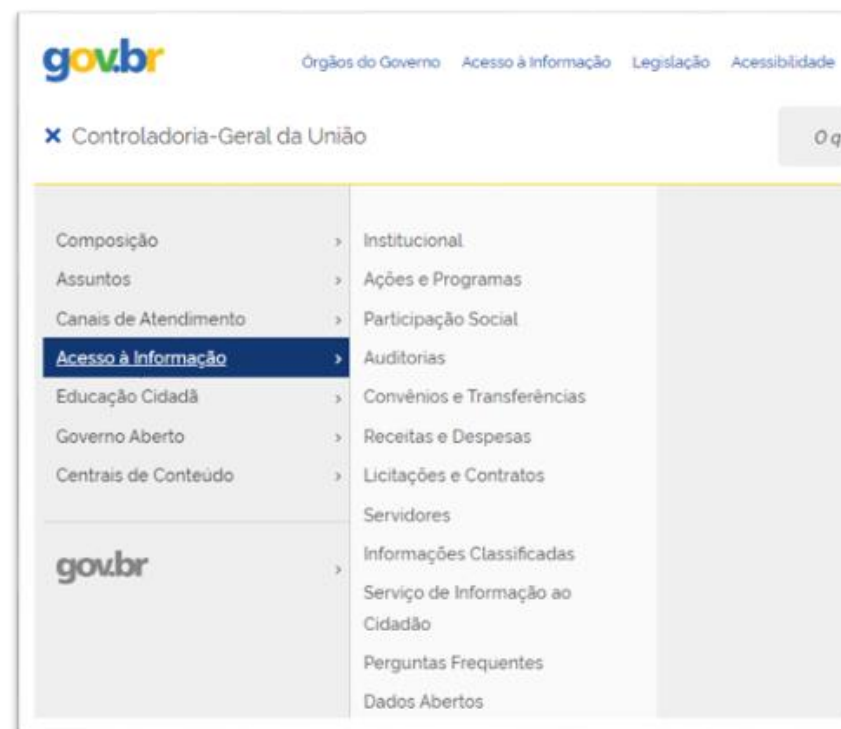 gov.br
Órgãos do Governo Acesso à Informação Legislação Acessibilidade
Controladoria-Geral da União
O q
Composição
Assuntos
Canais de Atendimento
Acesso à Informação
Educação Cidadã
Governo Aberto
Centrais de Conteúdo
gov.br
Institucional
Ações e Programas
Participação Social
Auditorias
Convênios e Transferências
Receitas e Despesas
Licitações e Contratos
Servidores
Informações Classificadas
Serviço de Informação ao
Cidadão
Perguntas Frequentes
Dados Abertos